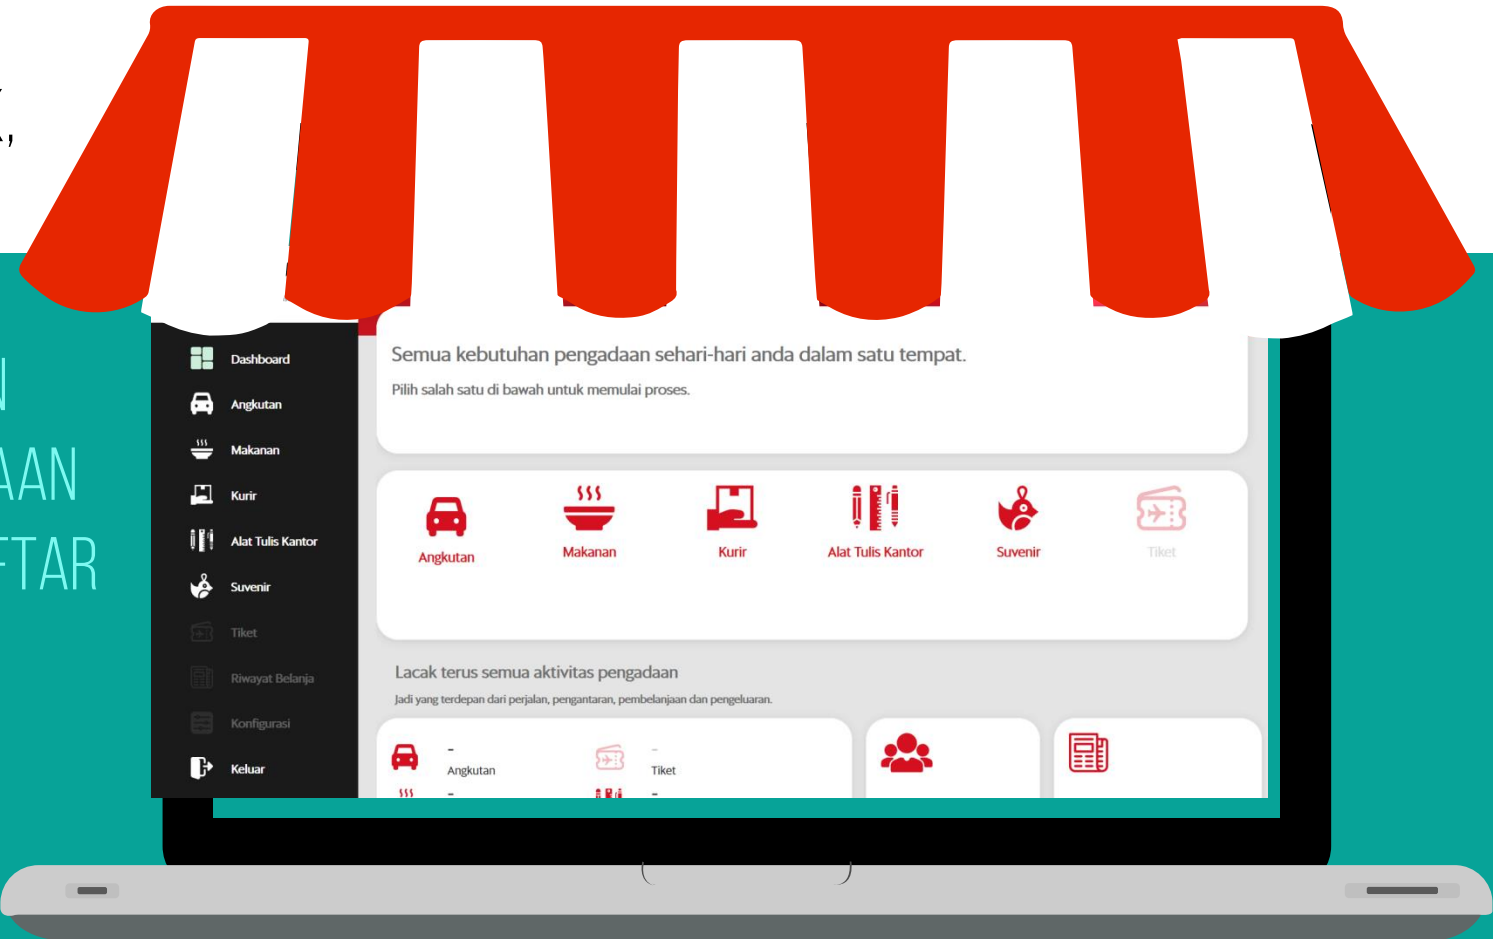 Dashboard
Angkutan
Makanan
Kurir
Alat Tulis Kantor
Suvenir
Tiket
Riwayat Belanja
Konfigurasi
Keluar
Semua kebutuhan pengadaan sehari-hari anda dalam satu tempat.
Pilih salah satu di bawah untuk memulai proses.
Angkutan
Makanan
Kurir
Alat Tulis Kantor
Suvenir
Tiket
Lacak terus semua aktivitas pengadaan
Jadi yang terdepan dari perjalan, pengantaran, pembelanjaan dan pengeluaran.
-
Angkutan
-
Tiket
-
-